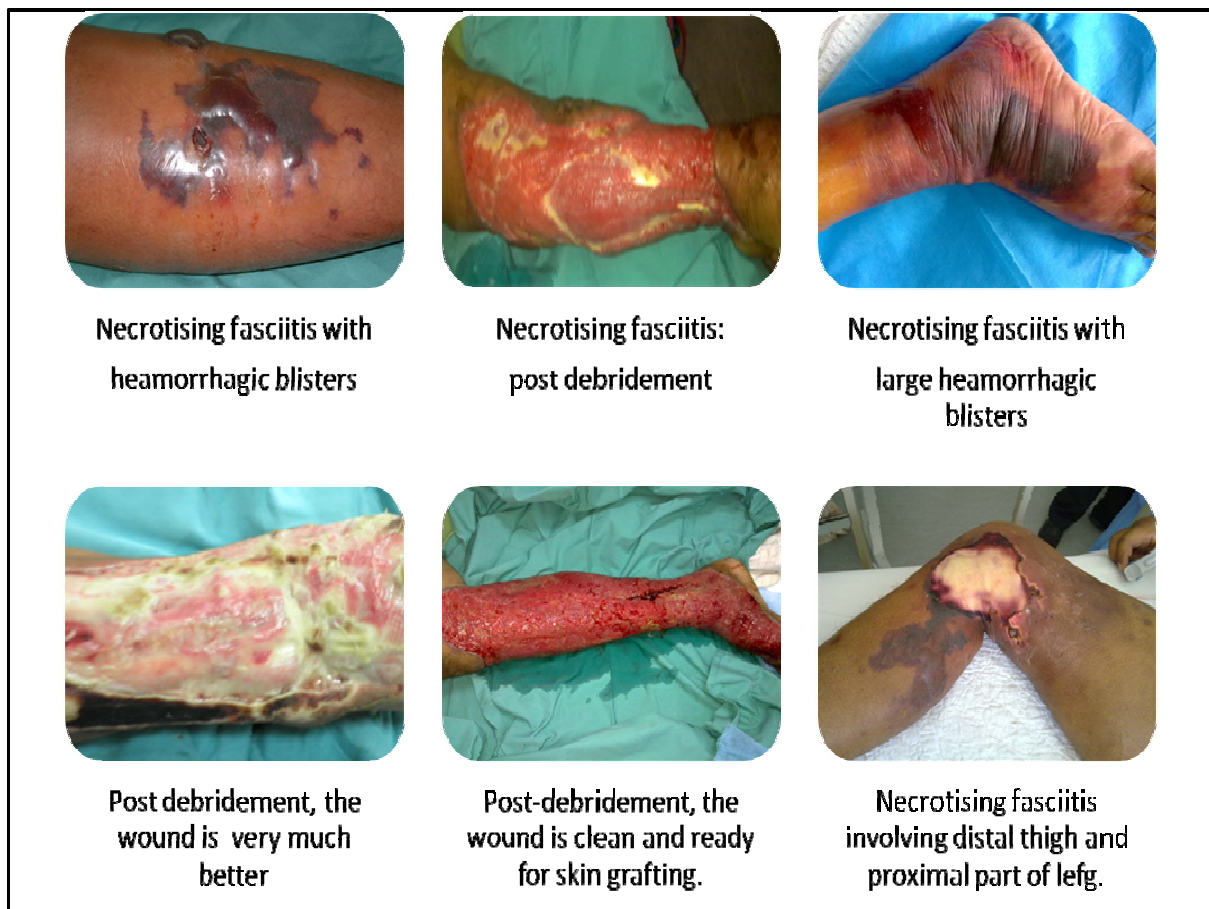 Necrotising fasciitis with
heamorrhagic blisters
Necrotising fasciitis:
post debridement
Necrotising fasciitis with
large heamorrhagic
blisters
Post debridement, the
wound is very much
better
Post-debridement, the
wound is clean and ready
for skin grafting.
Necrotising fasciitis
involving distal thigh and
proximal part of lefg.